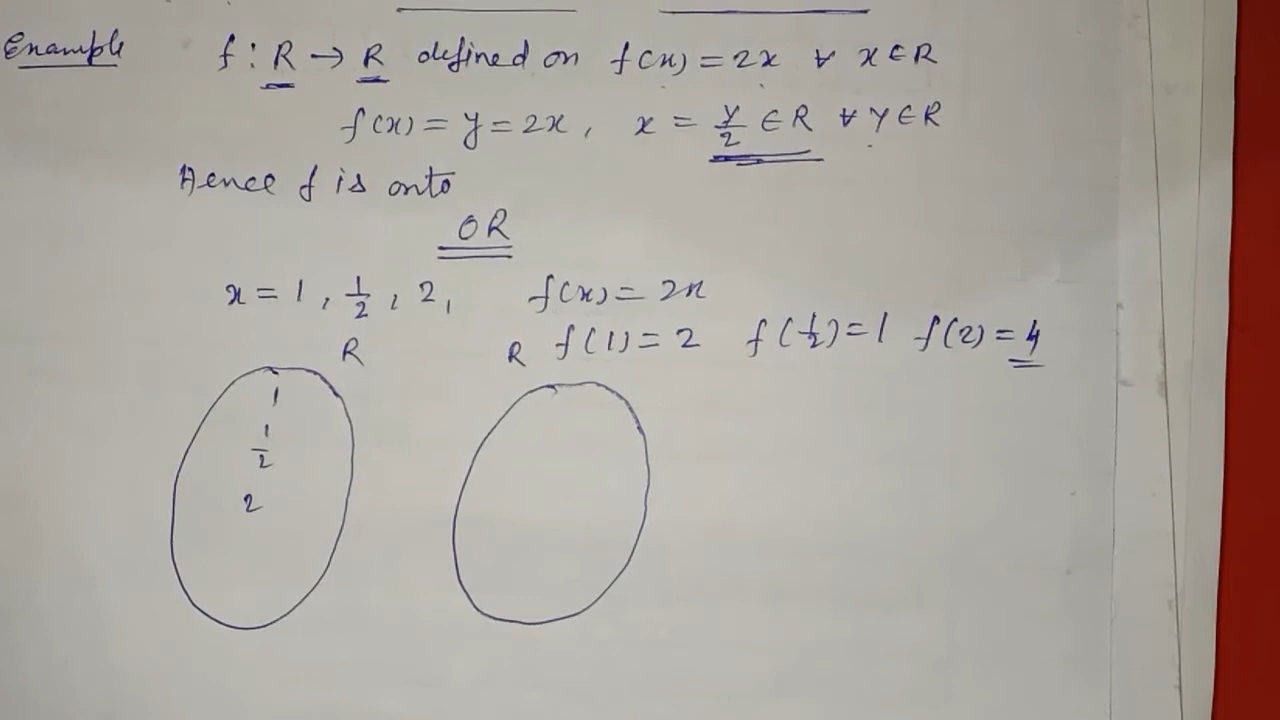 Example f : R → R defined on f(x) = 2x ∀ x ∈ R
f(x) = y = 2x, x = y/2 ∈ R ∀ y ∈ R
Hence f is onto
OR
x = 1, 1/2, 2, f(x) = 2x
R R f(1) = 2 f(1/2) = 1 f(2) = 4
1
1/2
2